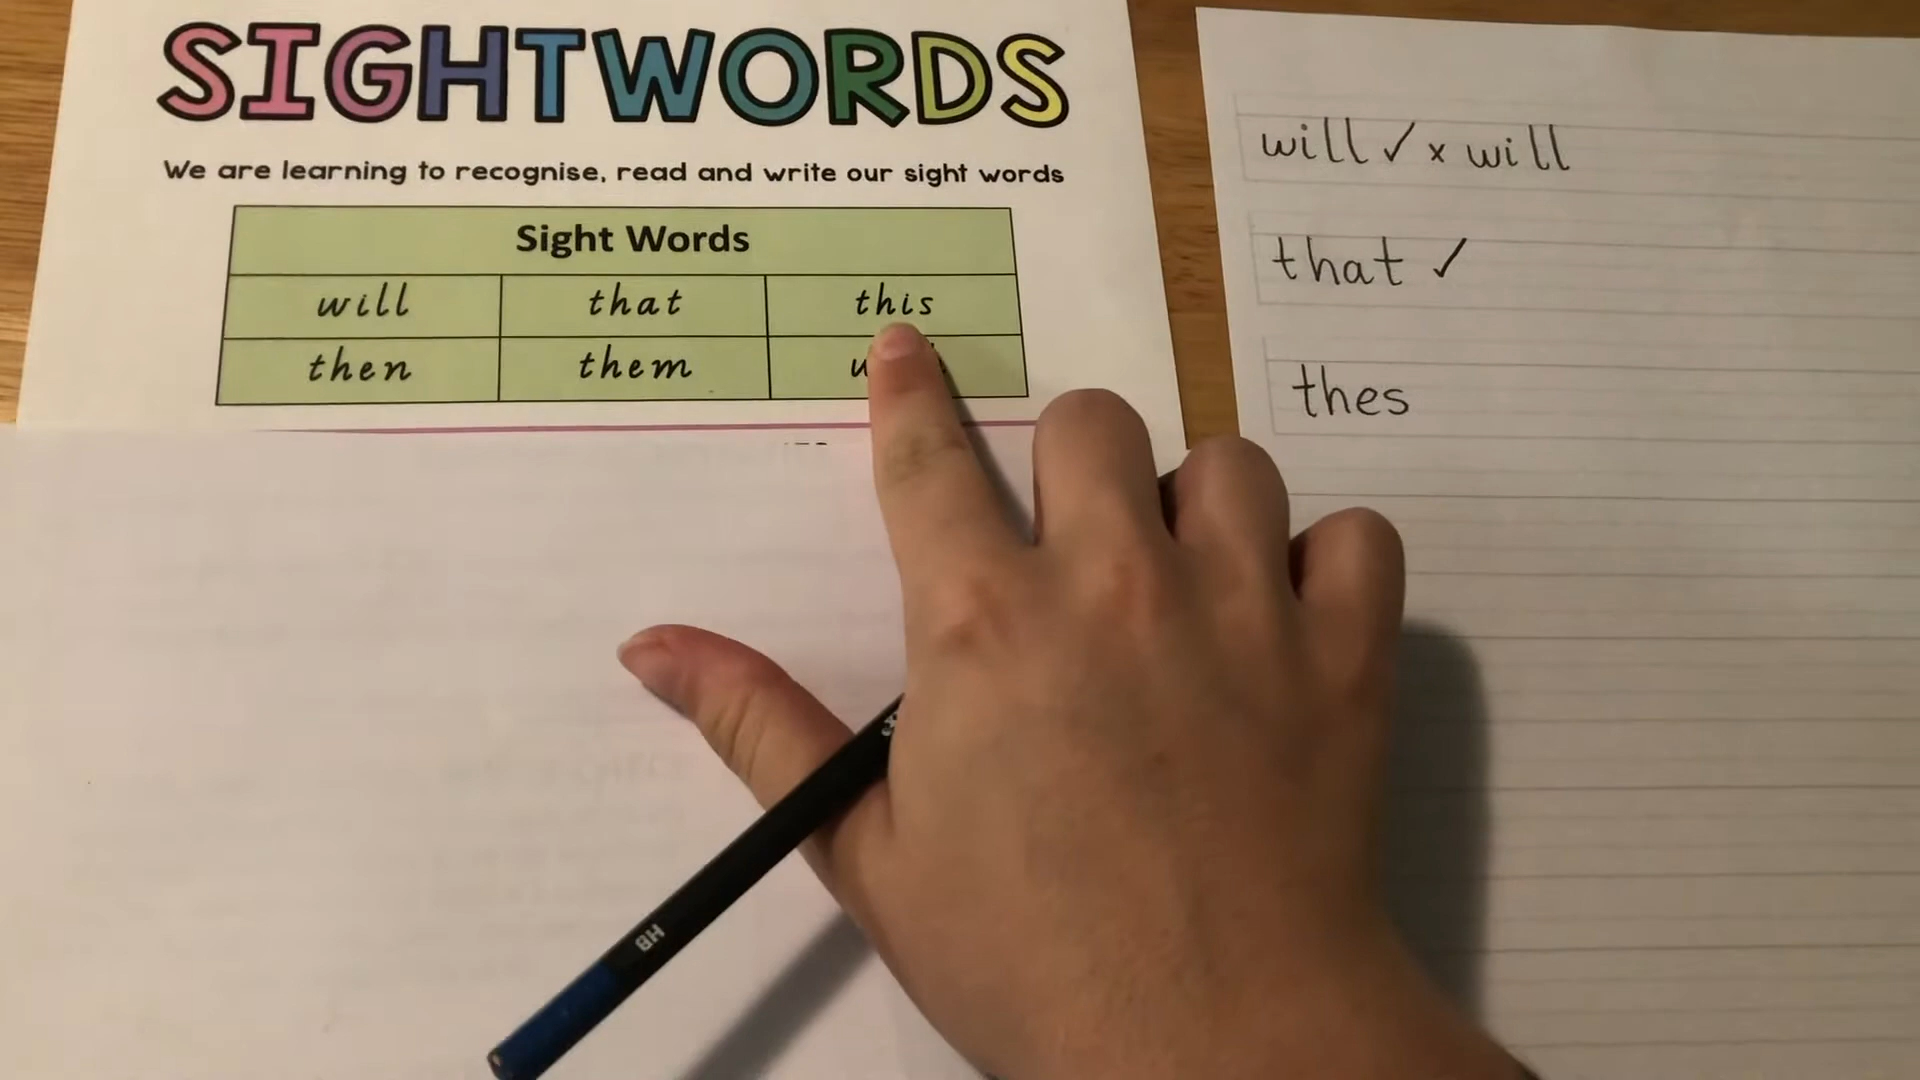 SIGHTWORDS
We are learning to recognise, read and write our sight words
Sight Words
will that this
then them
will ✓ x will
that ✓
thes
HB